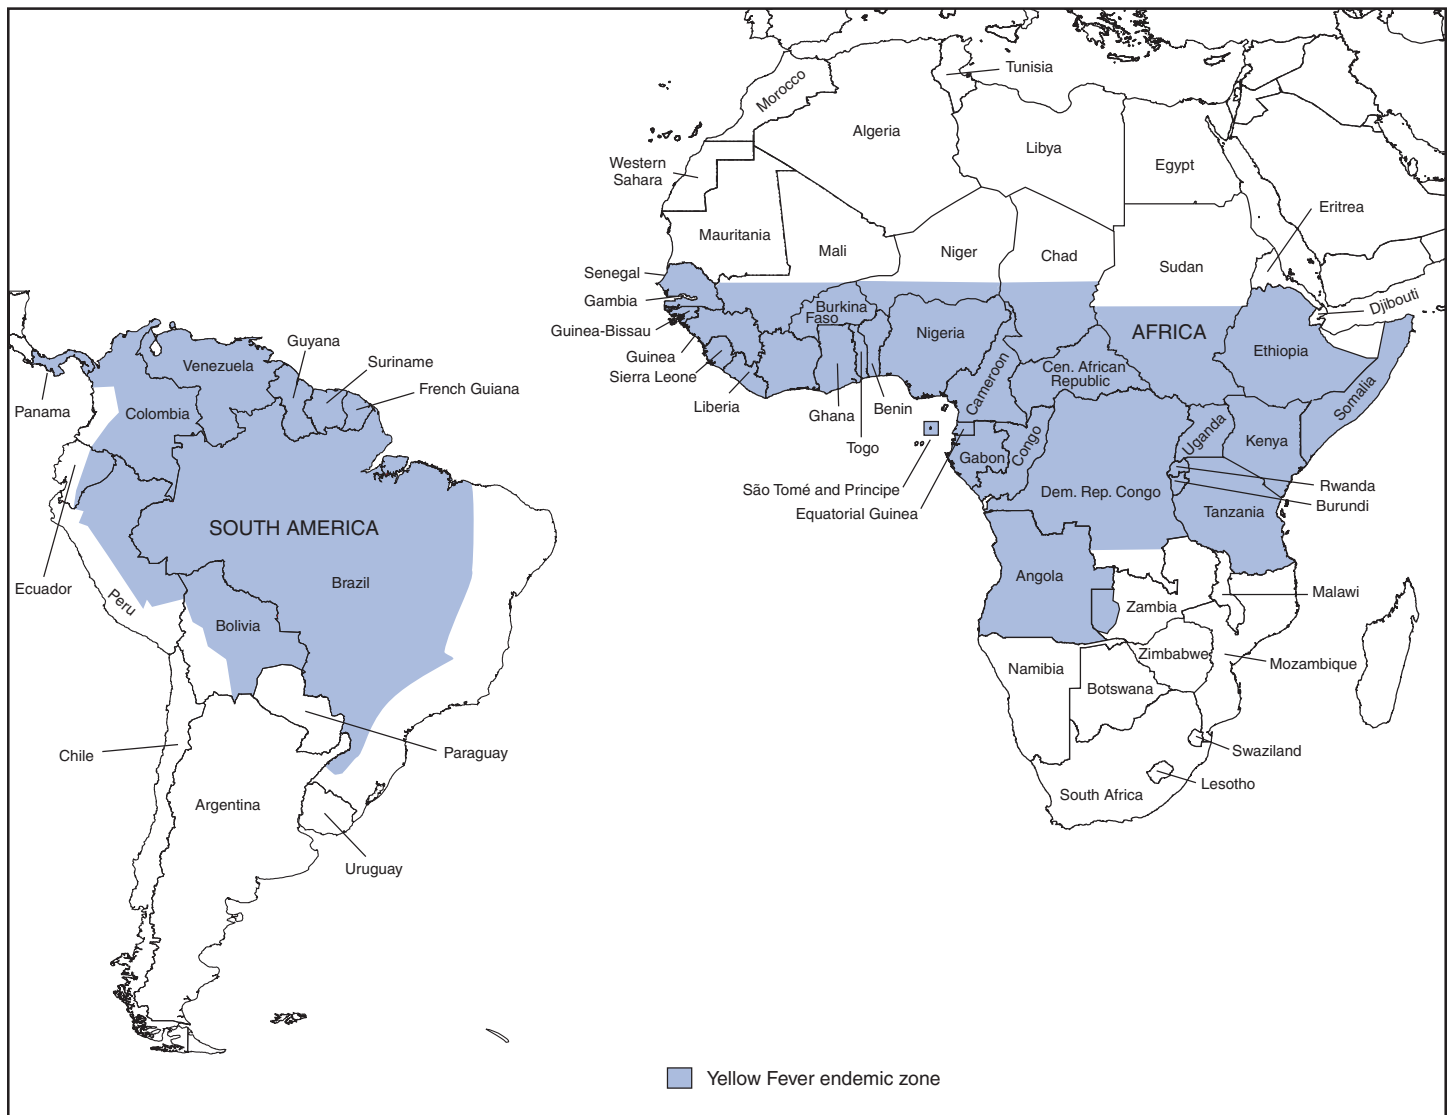 Tunisia
Morocco
Algeria
Libya
Egypt
Western
Sahara
Eritrea
Mauritania
Mali
Niger
Chad
Sudan
Senegal
Gambia
Djibouti
Burkina
Faso
Guinea-Bissau
Nigeria
AFRICA
Ethiopia
Guinea
Sierra Leone
Cameroon
Cen. African
Republic
Somalia
Liberia
Ghana
Benin
Togo
Uganda
Kenya
Gabon
Congo
São Tomé and Principe
Equatorial Guinea
Dem. Rep. Congo
Rwanda
Burundi
Tanzania
Angola
Zambia
Malawi
Namibia
Zimbabwe
Mozambique
Botswana
Swaziland
Lesotho
South Africa
Guyana
Suriname
Venezuela
French Guiana
Panama
Colombia
SOUTH AMERICA
Brazil
Ecuador
Peru
Bolivia
Chile
Paraguay
Argentina
Uruguay
Yellow Fever endemic zone